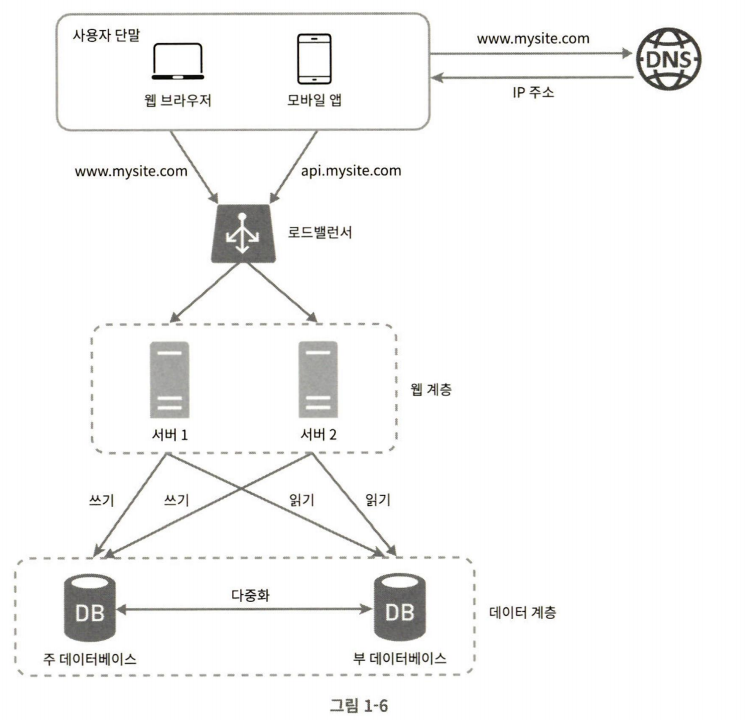 사용자 단말
웹 브라우저
모바일 앱
www.mysite.com
DNS
IP 주소
www.mysite.com
api.mysite.com
로드밸런서
서버 1
서버 2
웹 계층
쓰기
쓰기
읽기
읽기
DB
다중화
DB
주 데이터베이스
부 데이터베이스
데이터 계층
그림 1-6